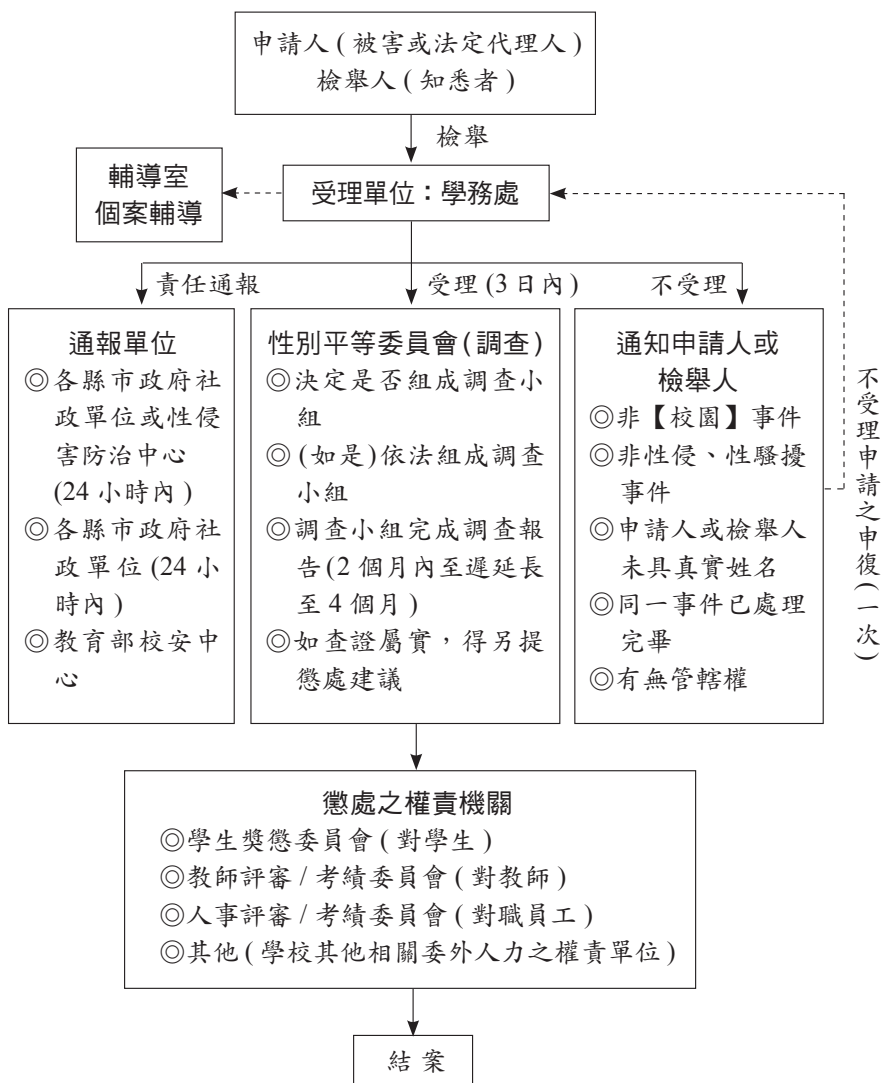 申請人(被害或法定代理人)
檢舉人(知悉者)
檢舉
輔導室
個案輔導
受理單位：學務處
責任通報
受理(3日內)
不受理
通報單位
◎各縣市政府社
政單位或性侵
害防治中心
(24小時內)
◎各縣市政府社
政單位(24小
時內)
◎教育部校安中
心
性別平等委員會(調查)
◎決定是否組成調查小
組
◎(如是)依法組成調查
小組
◎調查小組完成調查報
告(2個月內至遲延長
至4個月)
◎如查證屬實，得另提
懲處建議
通知申請人或
檢舉人
◎非【校園】事件
◎非性侵、性騷擾
事件
◎申請人或檢舉人
未具真實姓名
◎同一事件已處理
完畢
◎有無管轄權
不受理申請之申復(一次)
懲處之權責機關
◎學生獎懲委員會(對學生)
◎教師評審/考績委員會(對教師)
◎人事評審/考績委員會(對職員工)
◎其他(學校其他相關委外人力之權責單位)
結案